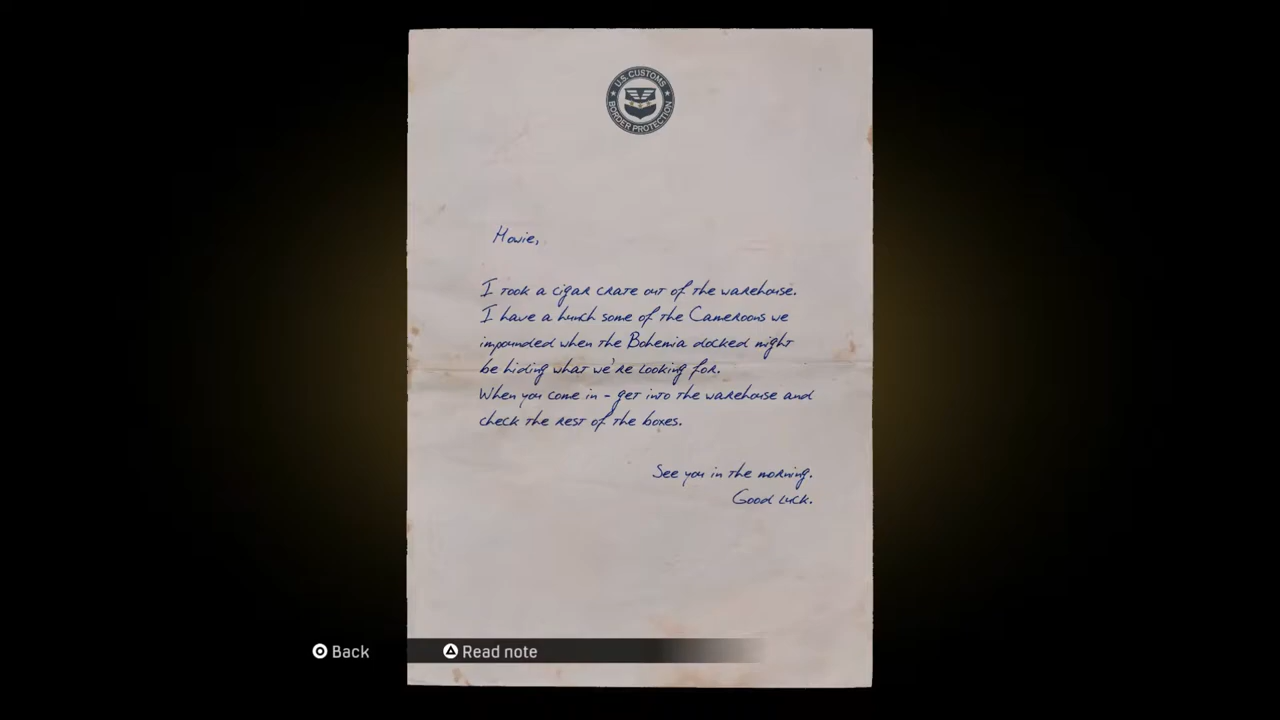 U.S. CUSTOMS
BORDER PROTECTION
Howie,
I took a cigar crate out of the warehouse.
I have a hunch some of the Cameroons we
impounded when the Bohemia docked might
be hiding what we're looking for.
When you come in - get into the warehouse and
check the rest of the boxes.
See you in the morning.
Good luck.
Back
Read note